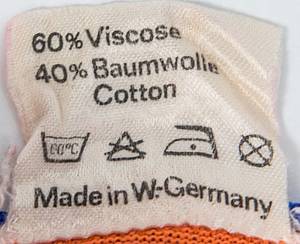 60% Viscose
40% Baumwolle
Cotton
60°C
Made in W.-Germany